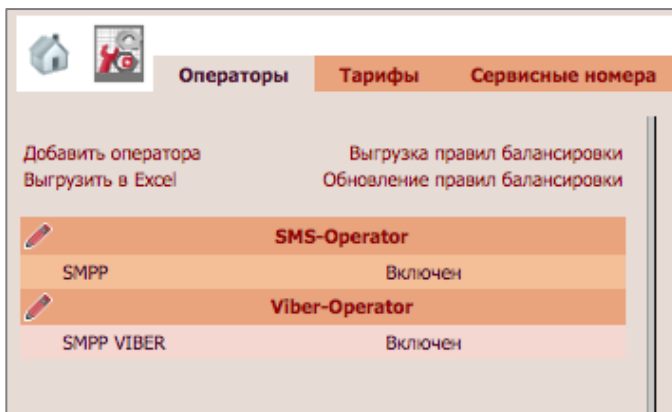 Операторы Тарифы Сервисные номера
Добавить оператора Выгрузка правил балансировки
Выгрузить в Excel Обновление правил балансировки
SMS-Operator
SMPP Включен
Viber-Operator
SMPP VIBER Включен